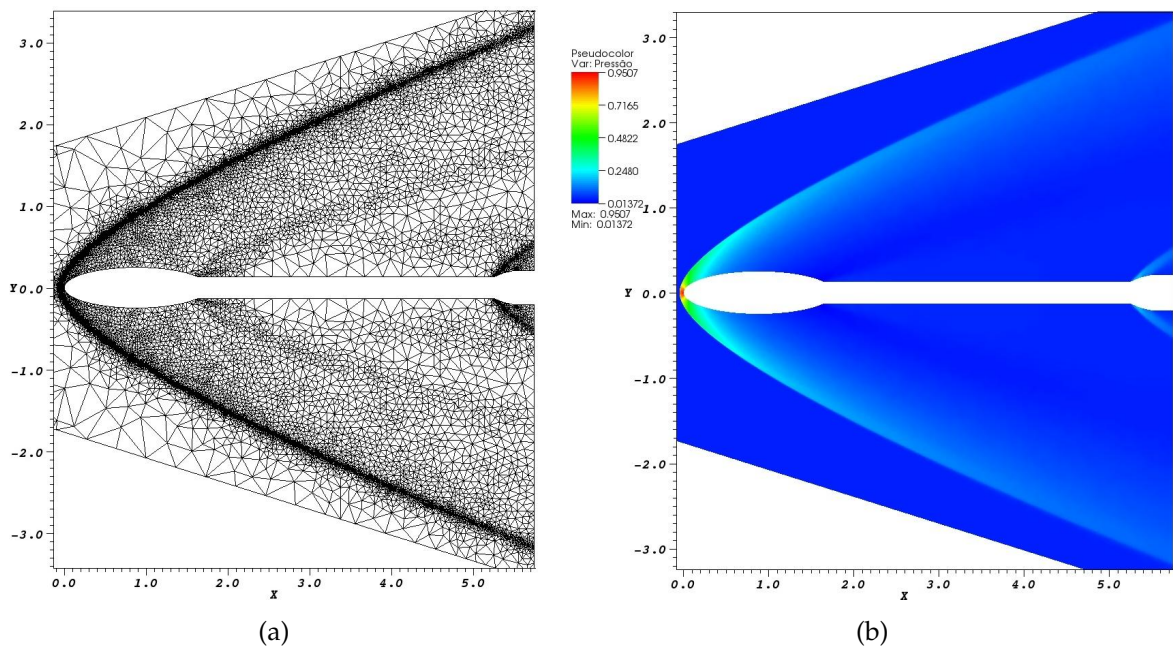 3.0
2.0
1.0
Y 0.0
-1.0
-2.0
-3.0
0.0 1.0 2.0 3.0 4.0 5.0
X
(a)
Pseudocolor
Var: Pressão
0.9507
0.7165
0.4822
0.2480
0.01372
Max: 0.9507
Min: 0.01372
3.0
2.0
1.0
Y 0.0
-1.0
-2.0
-3.0
0.0 1.0 2.0 3.0 4.0 5.0
X
(b)